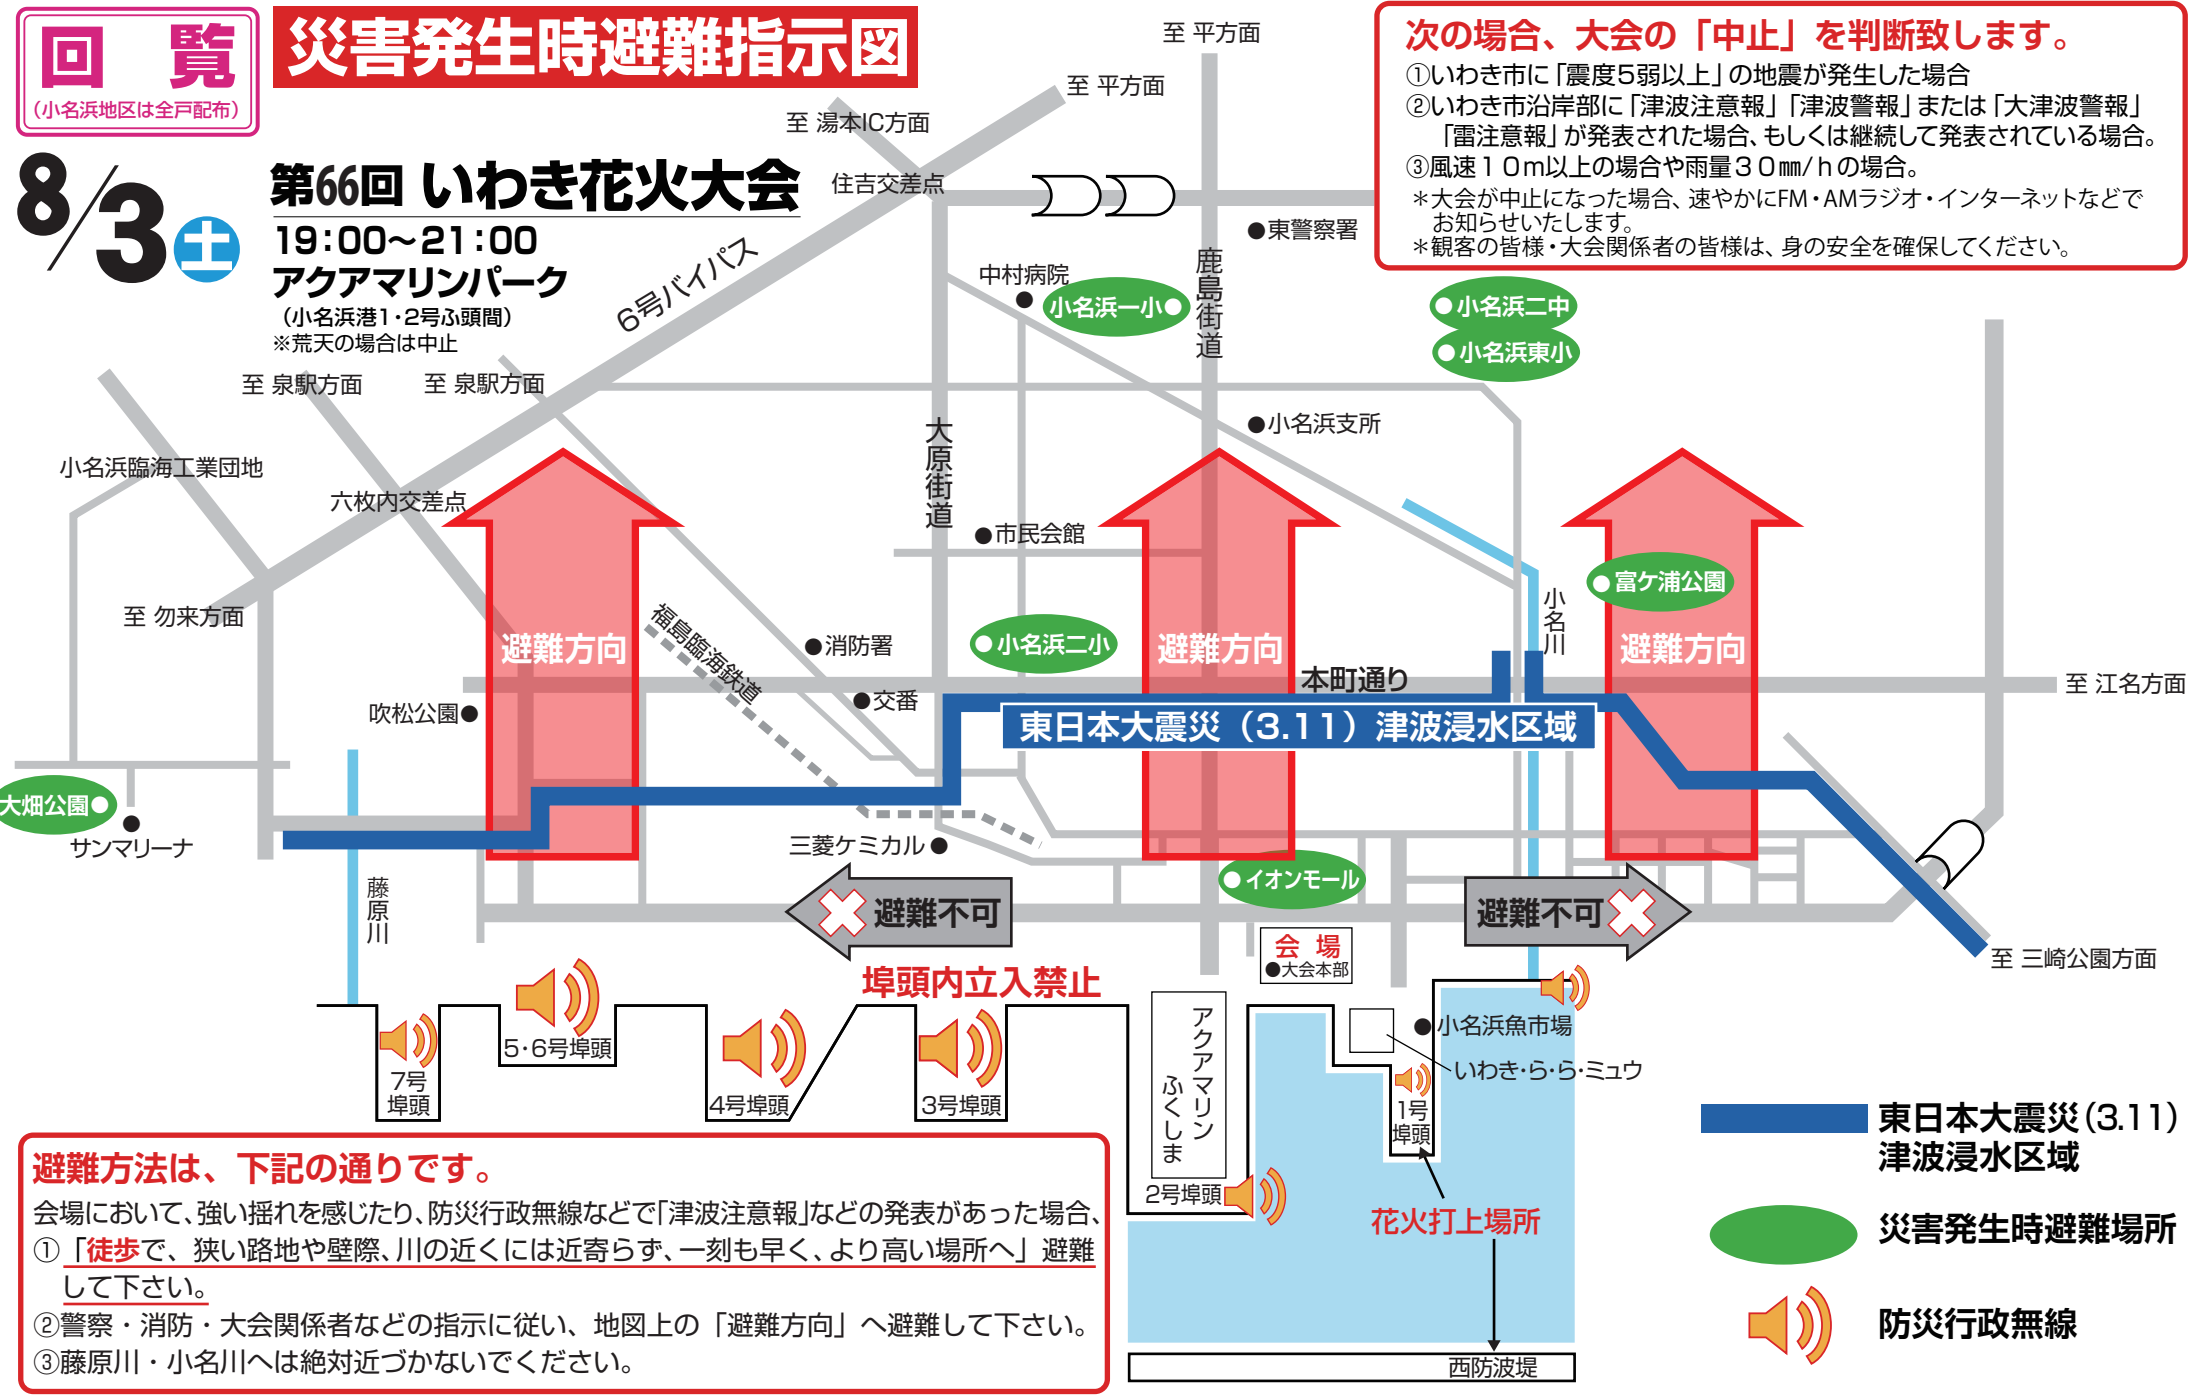 回　覧
（小名浜地区は全戸配布）
災害発生時避難指示図
8/3 土
第66回 いわき花火大会
19：00～21：00
アクアマリンパーク
（小名浜港1・2号ふ頭間）
※荒天の場合は中止
次の場合、大会の「中止」を判断致します。
①いわき市に「震度5弱以上」の地震が発生した場合
②いわき市沿岸部に「津波注意報」「津波警報」または「大津波警報」
「雷注意報」が発表された場合、もしくは継続して発表されている場合。
③風速１０m以上の場合や雨量３０㎜/hの場合。
＊大会が中止になった場合、速やかにFM・AMラジオ・インターネットなどで
お知らせいたします。
＊観客の皆様・大会関係者の皆様は、身の安全を確保してください。
至 平方面
至 平方面
至 湯本IC方面
住吉交差点
●東警察署
6号バイパス
中村病院
●
小名浜一小●
鹿島街道
●小名浜二中
●小名浜東小
至 泉駅方面
至 泉駅方面
大原街道
●小名浜支所
小名浜臨海工業団地
六枚内交差点
●市民会館
至 勿来方面
避難方向
福島臨海鉄道
●消防署
●小名浜二小
避難方向
小名川
●富ケ浦公園
避難方向
本町通り
至 江名方面
吹松公園●
●交番
東日本大震災（3.11）津波浸水区域
大畑公園●
●
サンマリーナ
三菱ケミカル●
●イオンモール
藤原川
避難不可
避難不可
会 場
●大会本部
至 三崎公園方面
埠頭内立入禁止
7号
埠頭
5・6号埠頭
4号埠頭
3号埠頭
アクアマリン
ふくしま
2号埠頭
●小名浜魚市場
いわき・ら・ら・ミュウ
1号
埠頭
花火打上場所
西防波堤
東日本大震災（3.11）
津波浸水区域
災害発生時避難場所
防災行政無線
避難方法は、下記の通りです。
会場において、強い揺れを感じたり、防災行政無線などで「津波注意報」などの発表があった場合、
①「徒歩で、狭い路地や壁際、川の近くには近寄らず、一刻も早く、より高い場所へ」避難
して下さい。
②警察・消防・大会関係者などの指示に従い、地図上の「避難方向」へ避難して下さい。
③藤原川・小名川へは絶対近づかないでください。